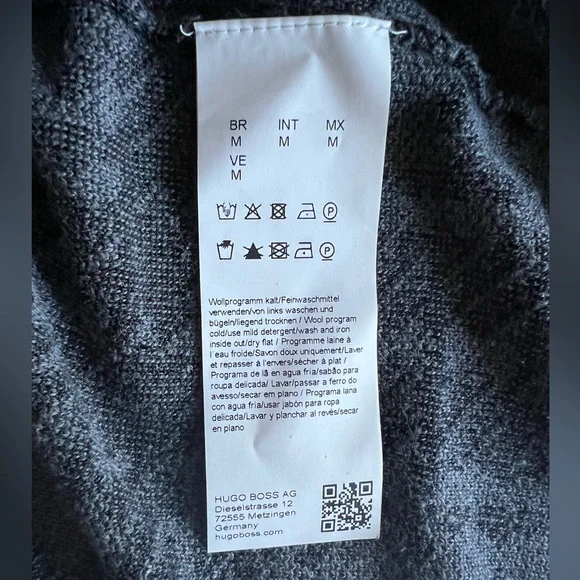 BR INT MX
M M M
VE
M
P
P
Wollprogramm kalt/Feinwaschmittel
verwenden/von links waschen und
bügeln/liegend trocknen / Wool program
cold/use mild detergent/wash and iron
inside out/dry flat / Programme laine à
l'eau froide/Savon doux uniquement/Laver
et repasser à l'envers/sécher à plat /
Programa de lã en agua fria/sabão para
roupa delicada/ Lavar/passar a ferro do
avesso/secar em plano / Programa lana
con agua fria/usar jabón para ropa
delicada/Lavar y planchar al revés/secar
en plano
HUGO BOSS AG
Dieselstrasse 12
72555 Metzingen
Germany
hugoboss.com